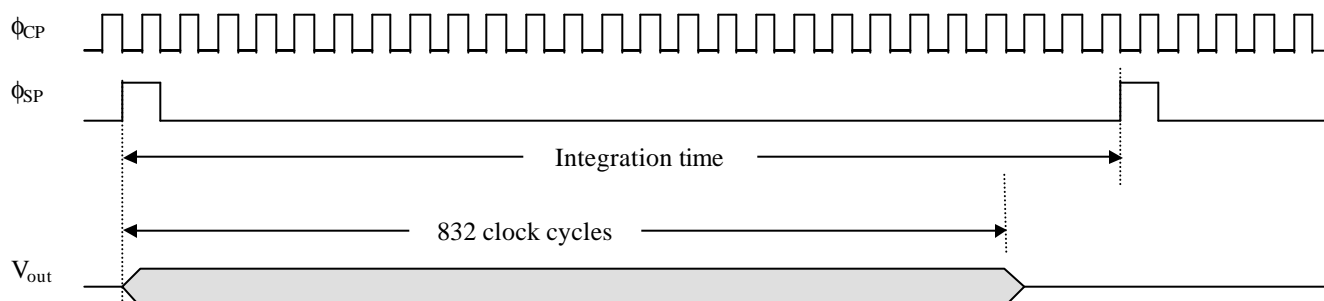 ϕCP
ϕSP
Integration time
832 clock cycles
Vout